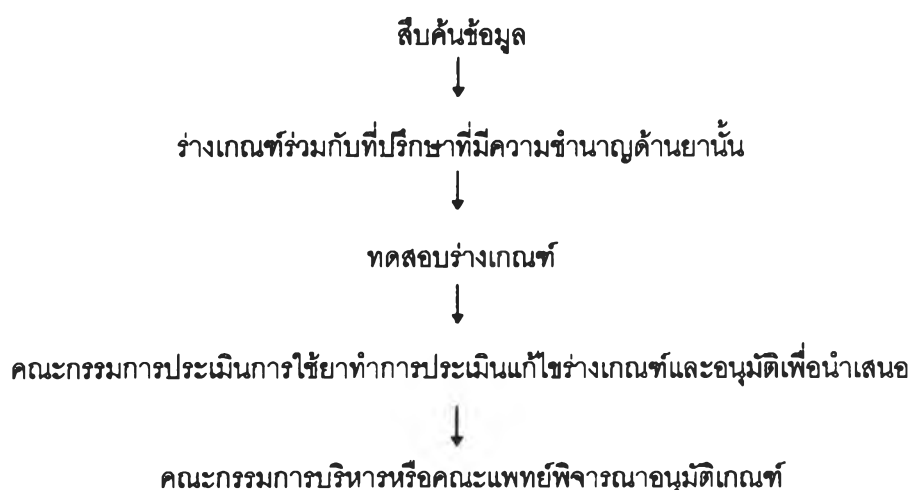 สืบค้นข้อมูล
ร่างเกณฑ์ร่วมกับที่ปรึกษาที่มีความชำนาญด้านยานั้น
ทดสอบร่างเกณฑ์
คณะกรรมการประเมินการใช้ยาทำการประเมินแก้ไขร่างเกณฑ์และอนุมัติเพื่อนำเสนอ
คณะกรรมการบริหารหรือคณะแพทย์พิจารณาอนุมัติเกณฑ์